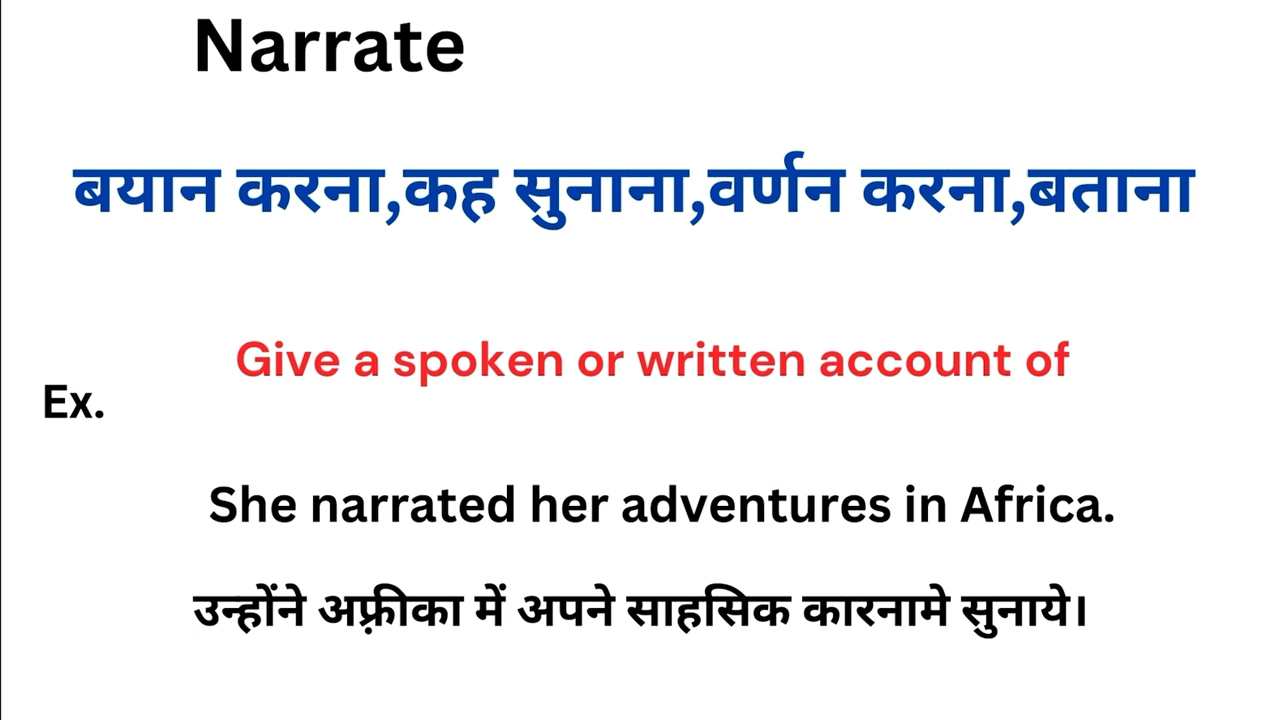 Narrate
बयान करना,कह सुनाना,वर्णन करना,बताना
Give a spoken or written account of
Ex.
She narrated her adventures in Africa.
उन्होंने अफ़्रीका में अपने साहसिक कारनामे सुनाये।